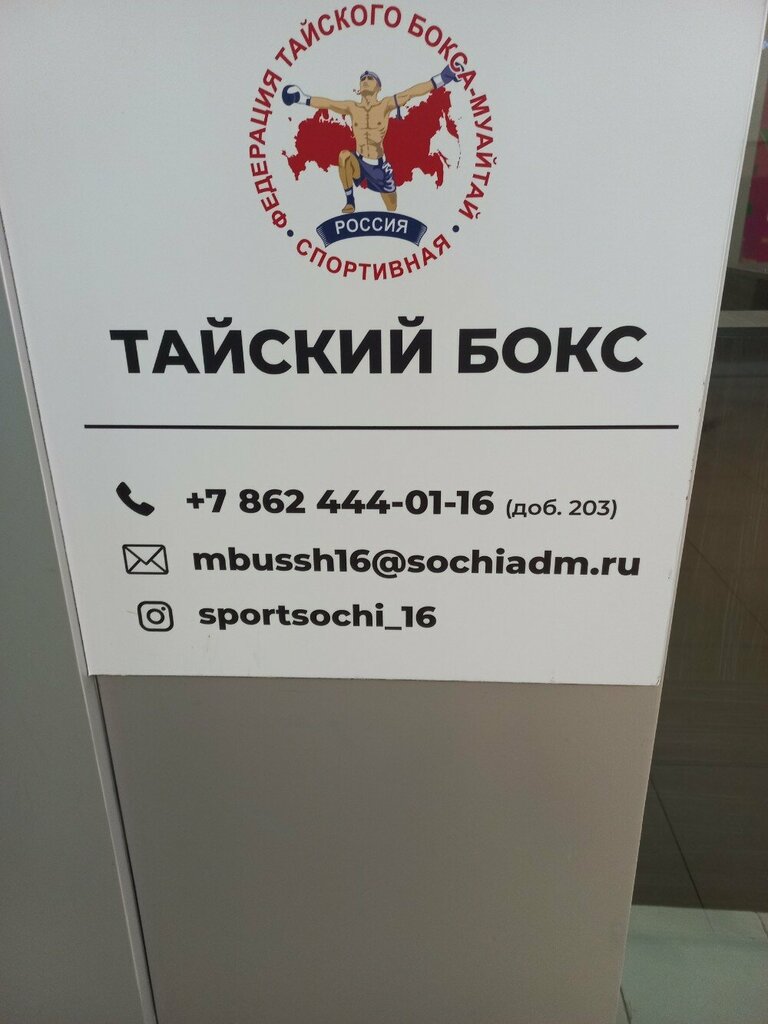 ФЕДЕРАЦИЯ ТАЙСКОГО БОКСА-МУАЙТАЙ
• СПОРТИВНАЯ •
РОССИЯ
ТАЙСКИЙ БОКС
+7 862 444-01-16 (доб. 203)
mbussh16@sochiadm.ru
sportsochi_16